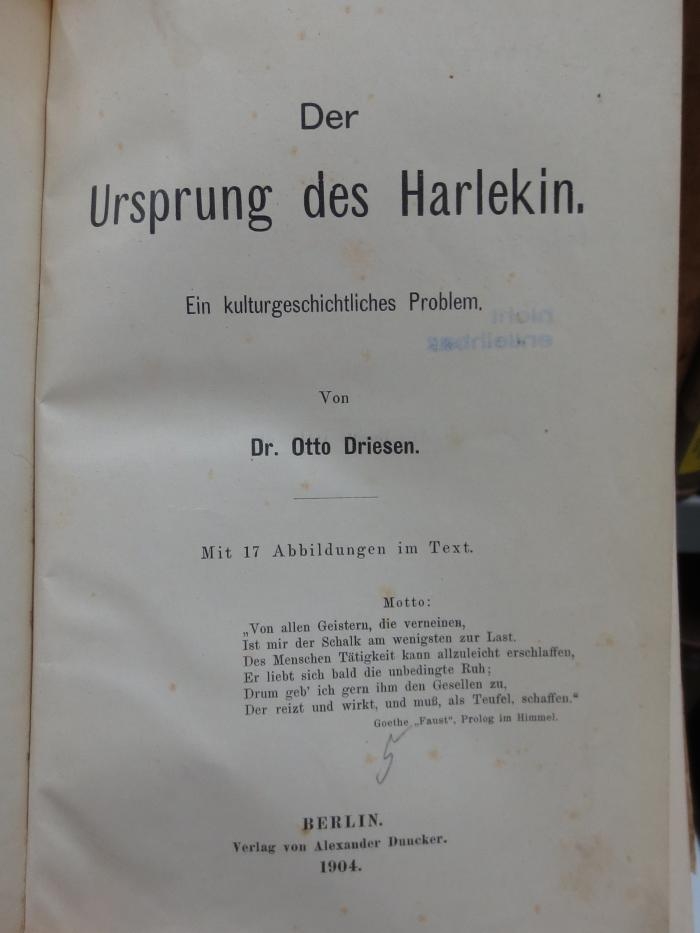 Der
Ursprung des Harlekin.
Ein kulturgeschichtliches Problem.
nicht
entleihbar
Von
Dr. Otto Driesen.
Mit 17 Abbildungen im Text.
Motto:
„Von allen Geistern, die verneinen,
Ist mir der Schalk am wenigsten zur Last.
Des Menschen Tätigkeit kann allzuleicht erschlaffen,
Er liebt sich bald die unbedingte Ruh;
Drum geb' ich gern ihm den Gesellen zu,
Der reizt und wirkt, und muß, als Teufel, schaffen.“
Goethe „Faust“, Prolog im Himmel.
5
BERLIN.
Verlag von Alexander Duncker.
1904.